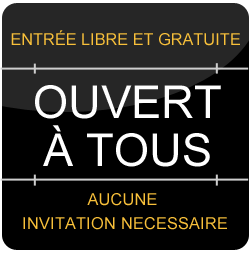 ENTRÉE LIBRE ET GRATUITE
OUVERT
À TOUS
AUCUNE
INVITATION NECESSAIRE